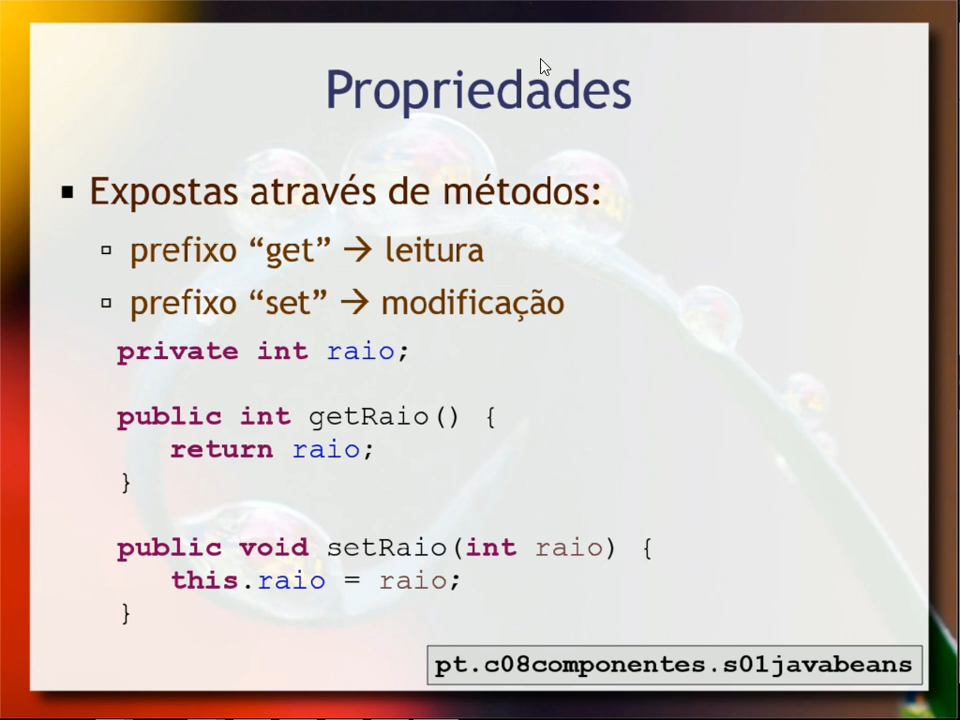 Propriedades
Expostas através de métodos:
prefixo “get” → leitura
prefixo “set” → modificação
private int raio;
public int getRaio() {
return raio;
}
public void setRaio(int raio) {
this.raio = raio;
}
pt.c08componentes.s01javabeans